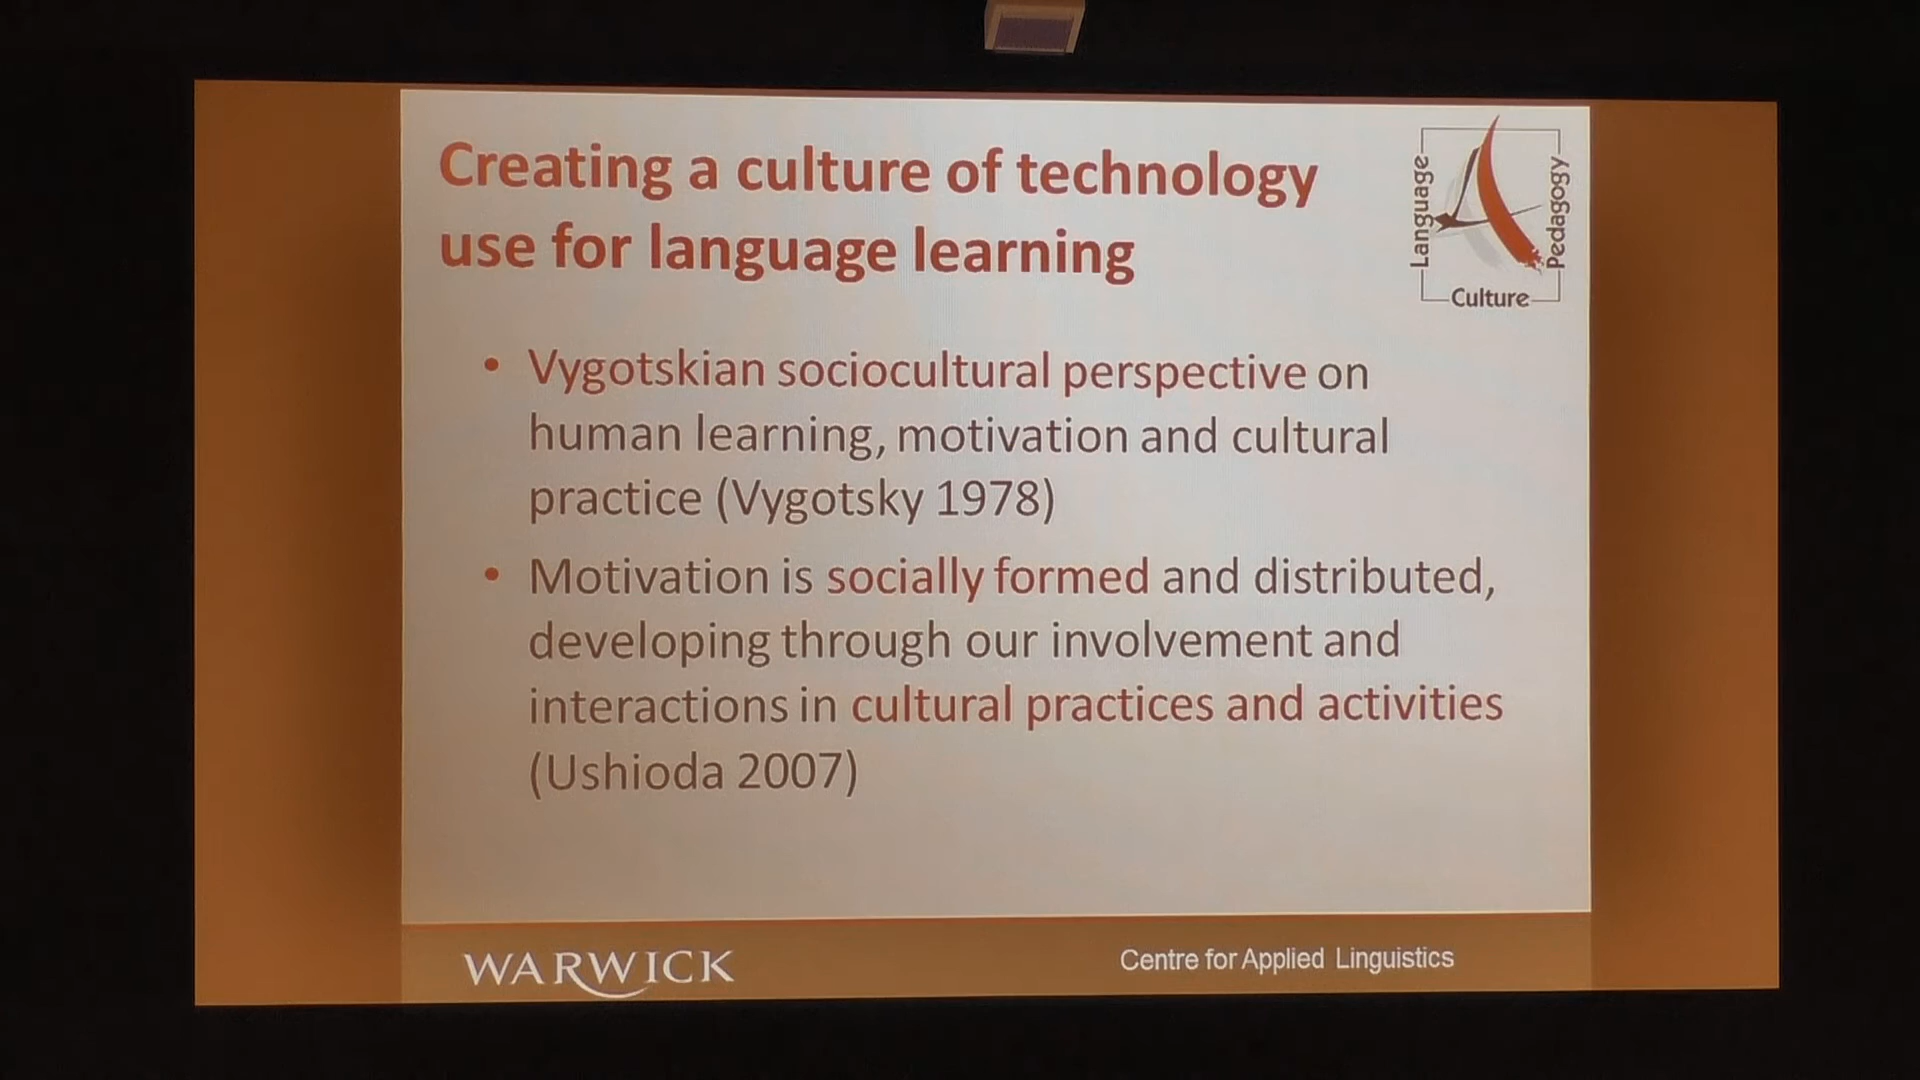 Creating a culture of technology
use for language learning
Language
Pedagogy
Culture
• Vygotskian sociocultural perspective on
human learning, motivation and cultural
practice (Vygotsky 1978)
• Motivation is socially formed and distributed,
developing through our involvement and
interactions in cultural practices and activities
(Ushioda 2007)
WARWICK
Centre for Applied Linguistics